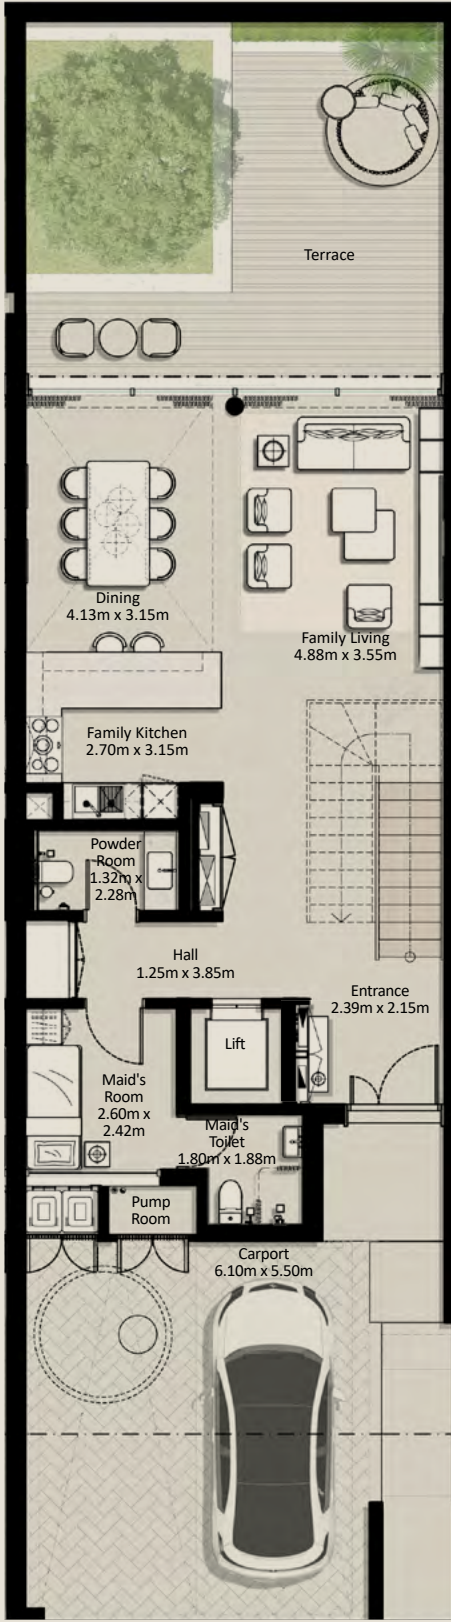 Terrace
Dining
4.13m x 3.15m
Family Living
4.88m x 3.55m
Family Kitchen
2.70m x 3.15m
Powder
Room
1.32m x
2.28m
Hall
1.25m x 3.85m
Entrance
2.39m x 2.15m
Lift
Maid's
Room
2.60m x
2.42m
Maid's
Toilet
1.80m x 1.88m
Pump
Room
Carport
6.10m x 5.50m